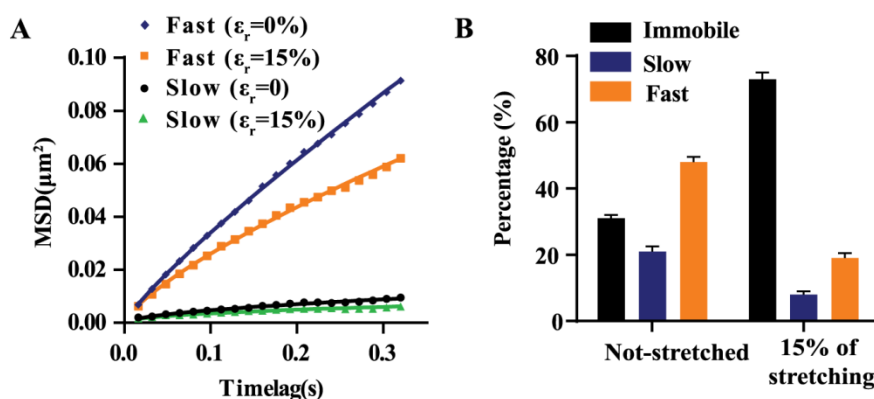 A
Fast (εr=0%)
Fast (εr=15%)
Slow (εr=0)
Slow (εr=15%)
0.10
0.08
0.06
0.04
0.02
0.00
MSD(μm²)
0.0 0.1 0.2 0.3
Timelag(s)
B
Immobile
Slow
Fast
80
60
40
20
0
Percentage (%)
Not-stretched
15% of
stretching